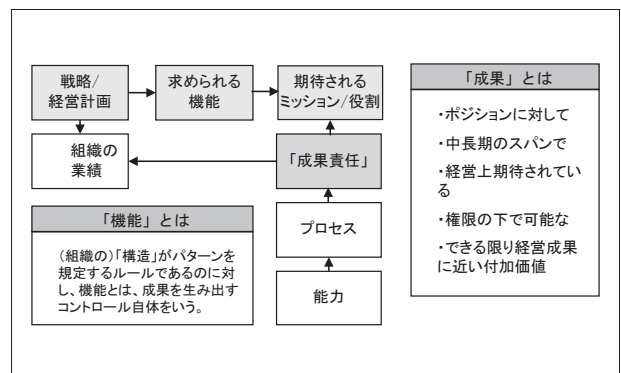 戦略/
経営計画
求められる
機能
期待される
ミッション/役割
組織の
業績
「成果責任」
プロセス
能力
「機能」とは
(組織の)「構造」がパターンを
規定するルールであるのに対
し、機能とは、成果を生み出す
コントロール自体をいう。
「成果」とは
・ポジションに対して
・中長期のスパンで
・経営上期待されてい
る
・権限の下で可能な
・できる限り経営成果
に近い付加価値